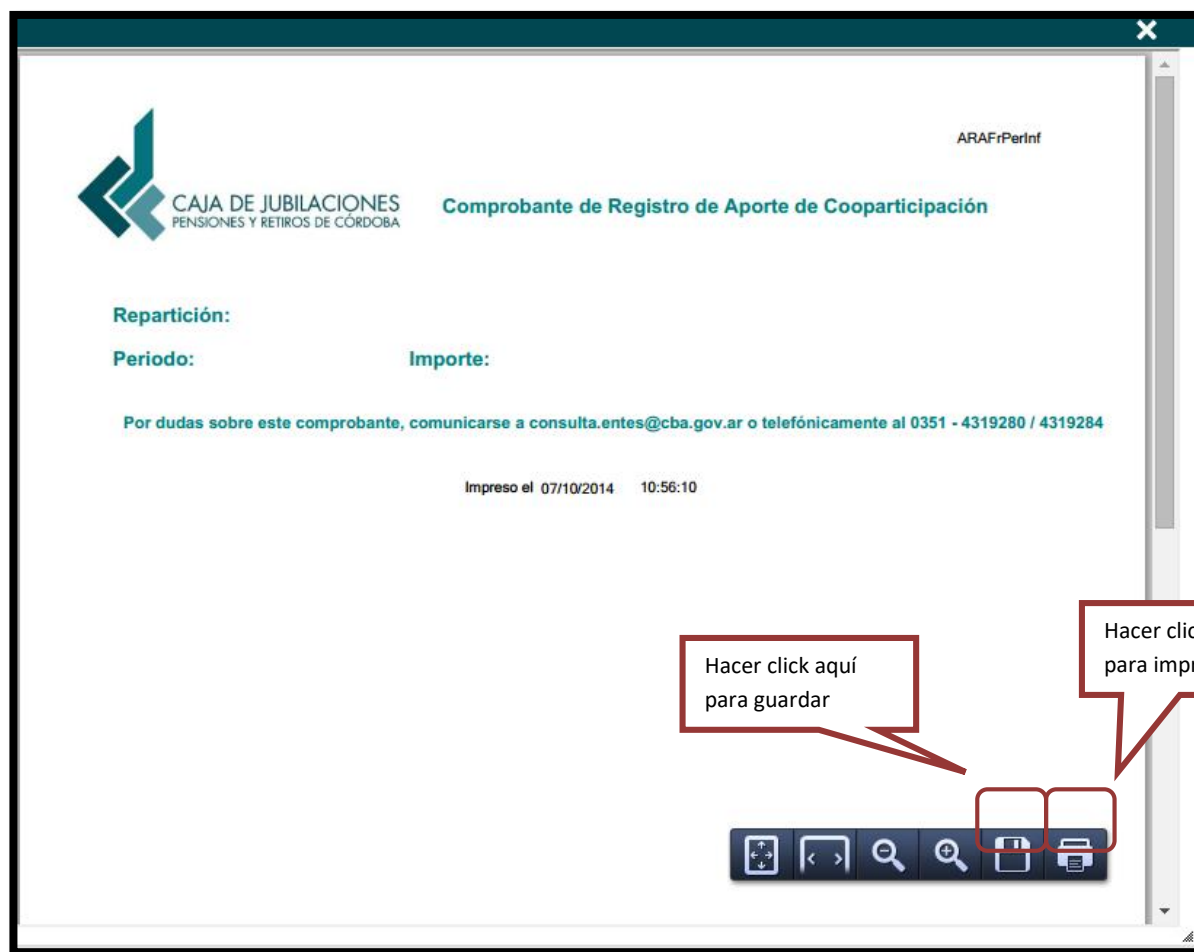 ARAFrPerInf
CAJA DE JUBILACIONES
PENSIONES Y RETIROS DE CÓRDOBA
Comprobante de Registro de Aporte de Cooparticipación
Repartición:
Periodo: Importe:
Por dudas sobre este comprobante, comunicarse a consulta.entes@cba.gov.ar o telefónicamente al 0351 - 4319280 / 4319284
Impreso el 07/10/2014 10:56:10
Hacer click aquí
para guardar
Hacer
para